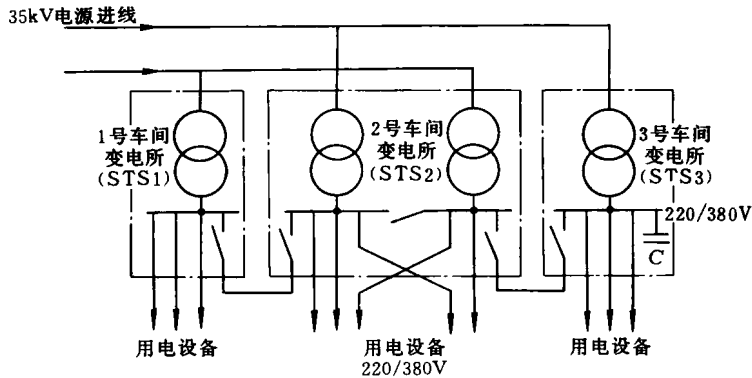 35kV电源进线
1号车间
变电所
(STS1)
2号车间
变电所
(STS2)
3号车间
变电所
(STS3)
220/380V
C
用电设备
用电设备
220/380V
用电设备